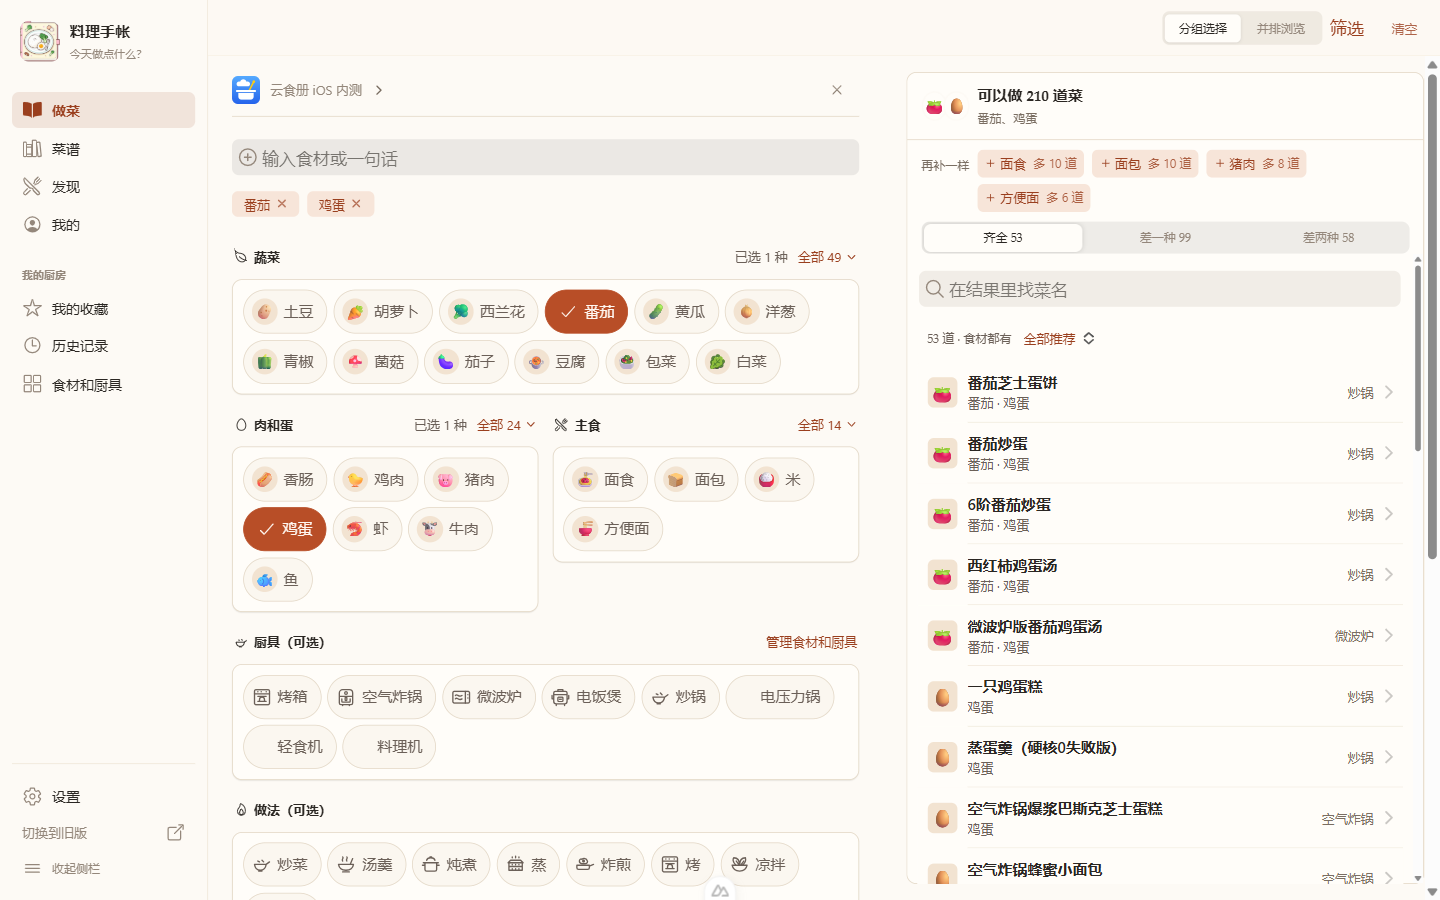 料理手帐
今天做点什么?
做菜
菜谱
发现
我的
我的厨房
我的收藏
历史记录
食材和厨具
设置
切换到旧版
收起侧栏
分组选择
并排浏览
筛选
清空
云食册 iOS 内测
输入食材或一句话
番茄
鸡蛋
蔬菜
已选 1 种 全部 49
土豆
胡萝卜
西兰花
番茄
黄瓜
洋葱
青椒
菌菇
茄子
豆腐
包菜
白菜
肉和蛋
已选 1 种 全部 24
香肠
鸡肉
猪肉
鸡蛋
虾
牛肉
鱼
主食
全部 14
面食
面包
米
方便面
厨具（可选）
管理食材和厨具
烤箱
空气炸锅
微波炉
电饭煲
炒锅
电压力锅
轻食机
料理机
做法（可选）
炒菜
汤羹
炖煮
蒸
炸煎
烤
凉拌
可以做 210 道菜
番茄、鸡蛋
再补一样
+ 面食 多 10 道
+ 面包 多 10 道
+ 猪肉 多 8 道
+ 方便面 多 6 道
齐全 53
差一种 99
差两种 58
在结果里找菜名
53 道 · 食材都有 全部推荐
番茄芝士蛋饼
番茄 · 鸡蛋
炒锅
番茄炒蛋
番茄 · 鸡蛋
炒锅
6阶番茄炒蛋
番茄 · 鸡蛋
炒锅
西红柿鸡蛋汤
番茄 · 鸡蛋
炒锅
微波炉版番茄鸡蛋汤
番茄 · 鸡蛋
微波炉
一只鸡蛋糕
鸡蛋
炒锅
蒸蛋羹（硬核0失败版）
鸡蛋
炒锅
空气炸锅爆浆巴斯克芝士蛋糕
鸡蛋
空气炸锅
空气炸锅蜂蜜小面包
空气炸锅